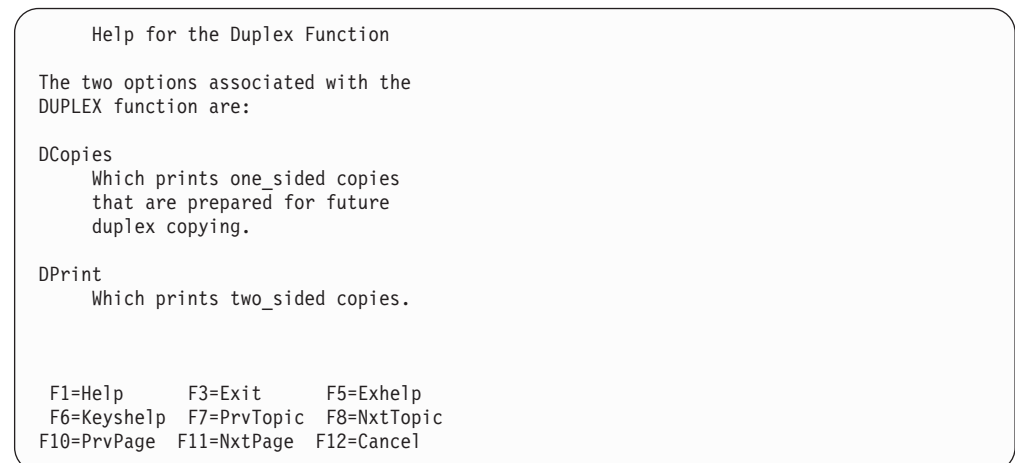 Help for the Duplex Function
The two options associated with the
DUPLEX function are:
DCopies
Which prints one_sided copies
that are prepared for future
duplex copying.
DPrint
Which prints two_sided copies.
F1=Help F3=Exit F5=Exhelp
F6=Keyshelp F7=PrvTopic F8=NxtTopic
F10=PrvPage F11=NxtPage F12=Cancel